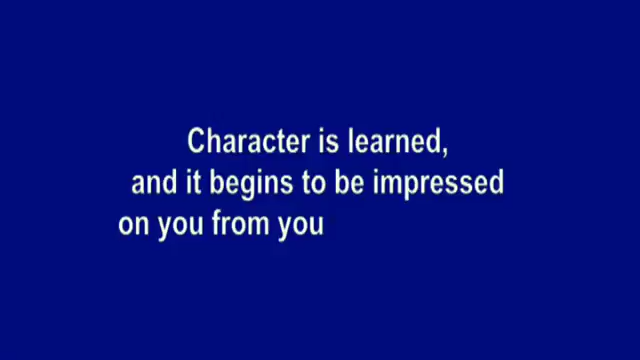 Character is learned,
and it begins to be impressed
on you from you